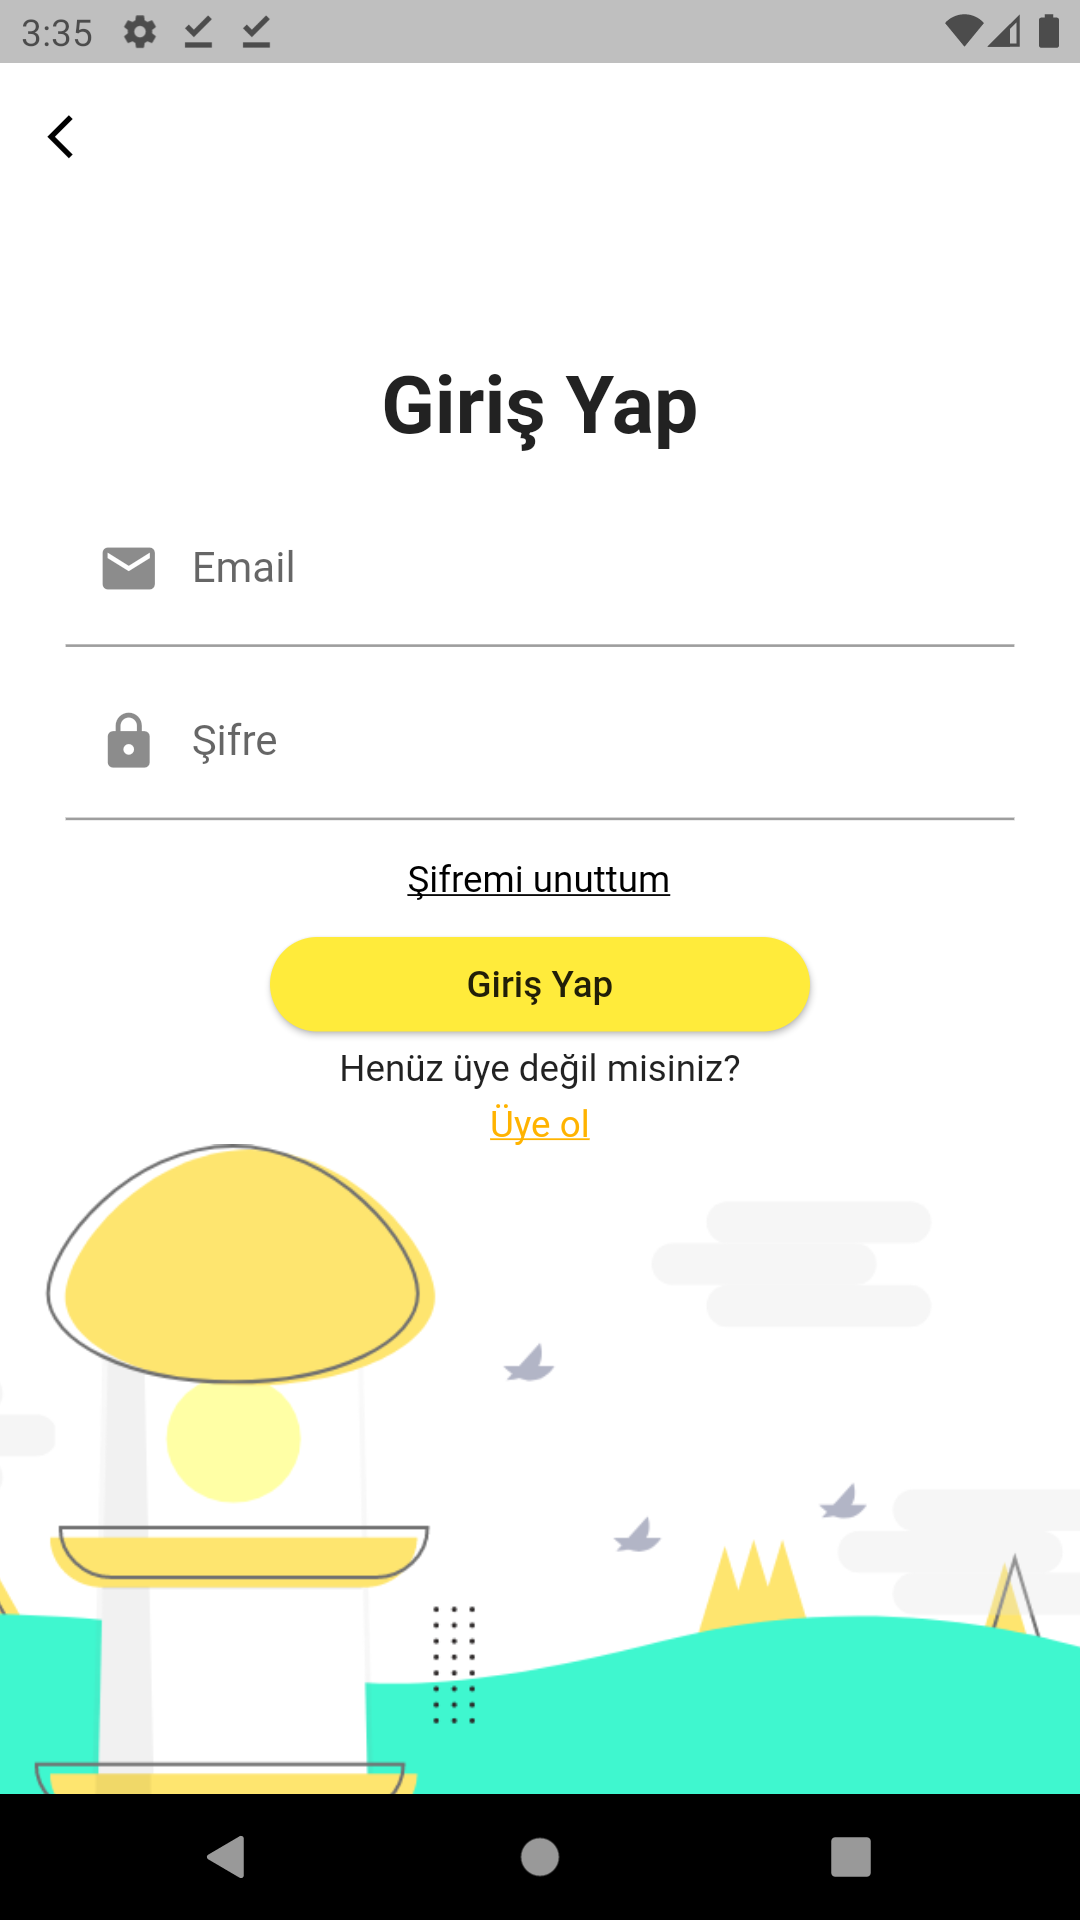 3:35
Giriş Yap
Email
Şifre
Şifremi unuttum
Giriş Yap
Henüz üye değil misiniz?
Üye ol